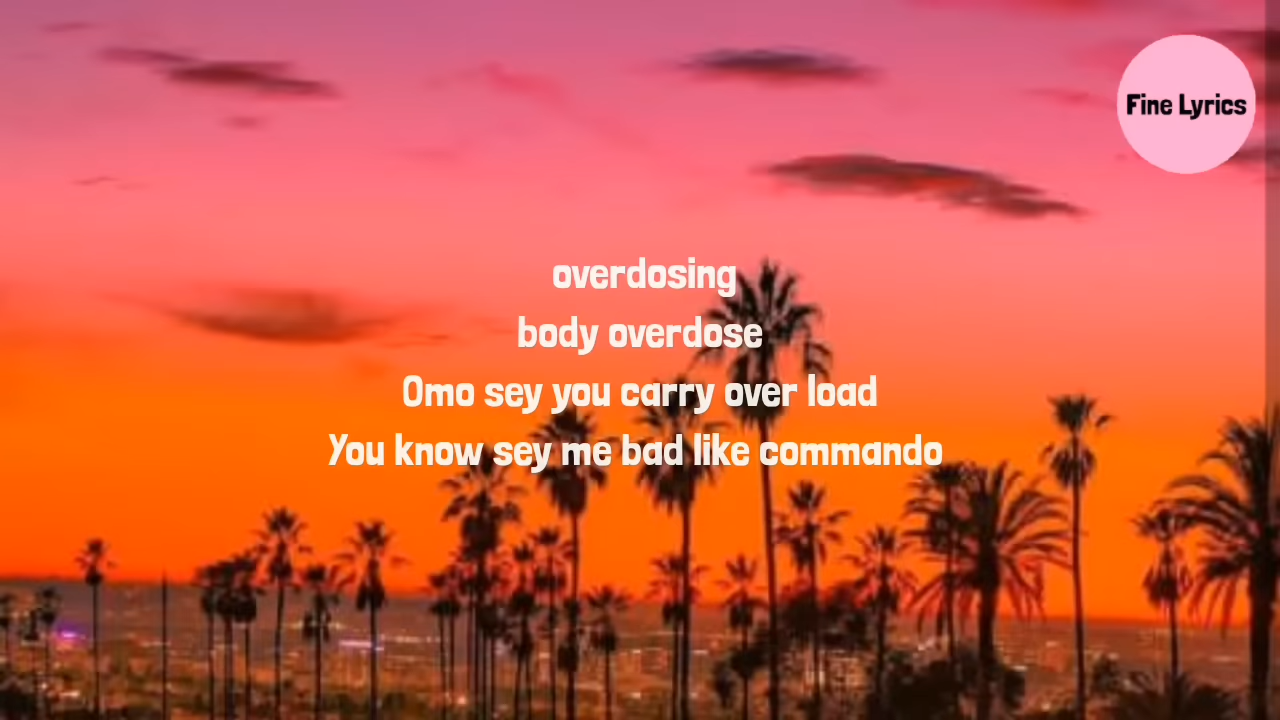 Fine Lyrics
overdosing
body overdose
Omo sey you carry over load
You know sey me bad like commando